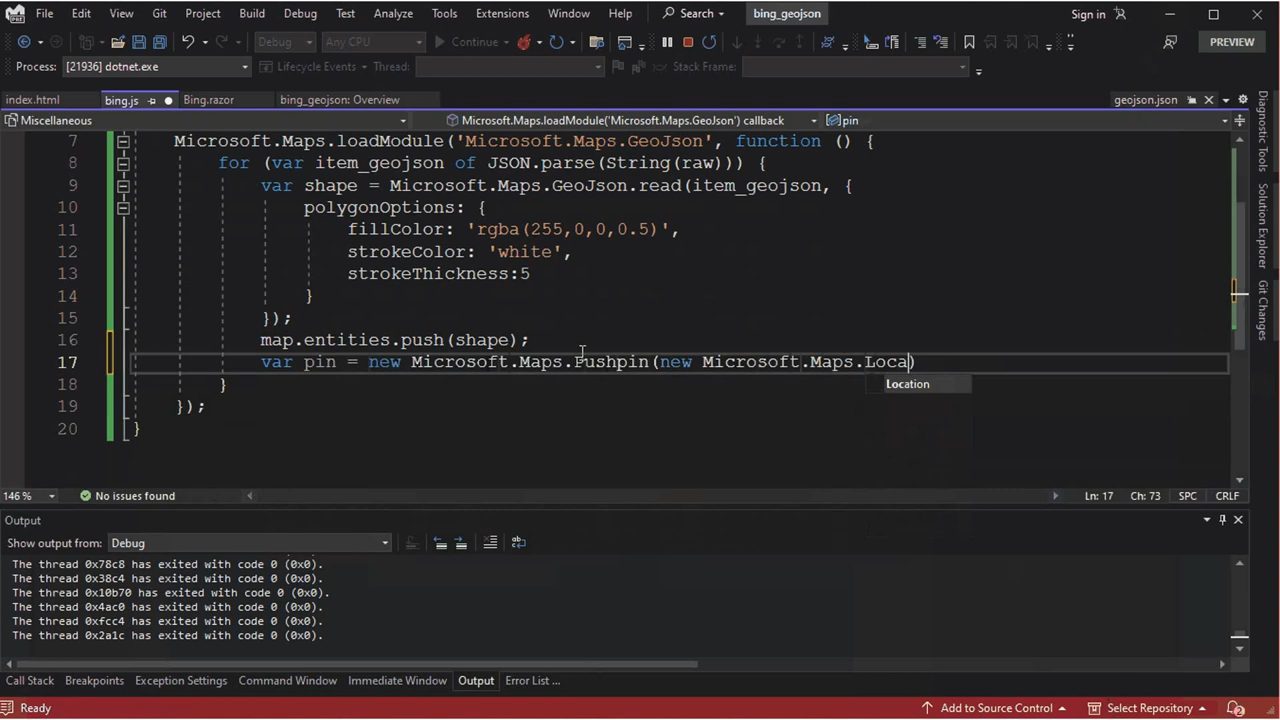 File Edit View Git Project Build Debug Test Analyze Tools Extensions Window Help Search bing_geojson Sign in
Debug Any CPU Continue PREVIEW
Process: [21936] dotnet.exe Lifecycle Events Thread: Stack Frame:
index.html bing.js Bing.razor bing_geojson: Overview geojson.json
Miscellaneous Microsoft.Maps.loadModule('Microsoft.Maps.GeoJson') callback pin
7 Microsoft.Maps.loadModule('Microsoft.Maps.GeoJson', function () {
8 for (var item_geojson of JSON.parse(String(raw))) {
9 var shape = Microsoft.Maps.GeoJson.read(item_geojson, {
10 polygonOptions: {
11 fillColor: 'rgba(255,0,0,0.5)',
12 strokeColor: 'white',
13 strokeThickness:5
14 }
15 });
16 map.entities.push(shape);
17 var pin = new Microsoft.Maps.Pushpin(new Microsoft.Maps.Loca)
Location
18 }
19 });
20 }
146 % No issues found Ln: 17 Ch: 73 SPC CRLF
Output
Show output from: Debug
The thread 0x78c8 has exited with code 0 (0x0).
The thread 0x38c4 has exited with code 0 (0x0).
The thread 0x10b70 has exited with code 0 (0x0).
The thread 0x4ac0 has exited with code 0 (0x0).
The thread 0xfcc4 has exited with code 0 (0x0).
The thread 0x2a1c has exited with code 0 (0x0).
Call Stack Breakpoints Exception Settings Command Window Immediate Window Output Error List ...
Ready Add to Source Control Select Repository 2
Diagnostic Tools
Solution Explorer
Git Changes